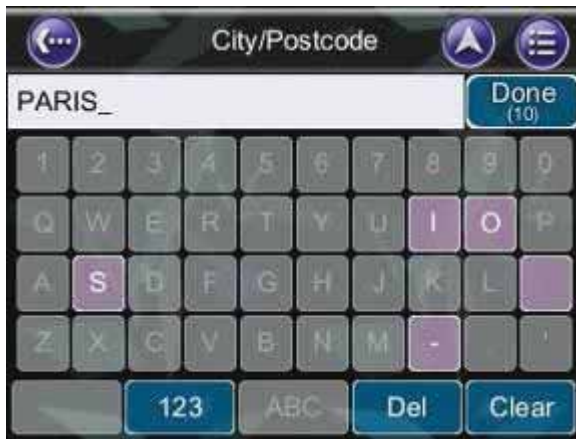 City/Postcode
PARIS_
Done
(10)
1 2 3 4 5 6 7 8 9 0
Q W E R T Y U I O P
A S D F G H J K L
Z X C V B N M - . '
123 ABC Del Clear